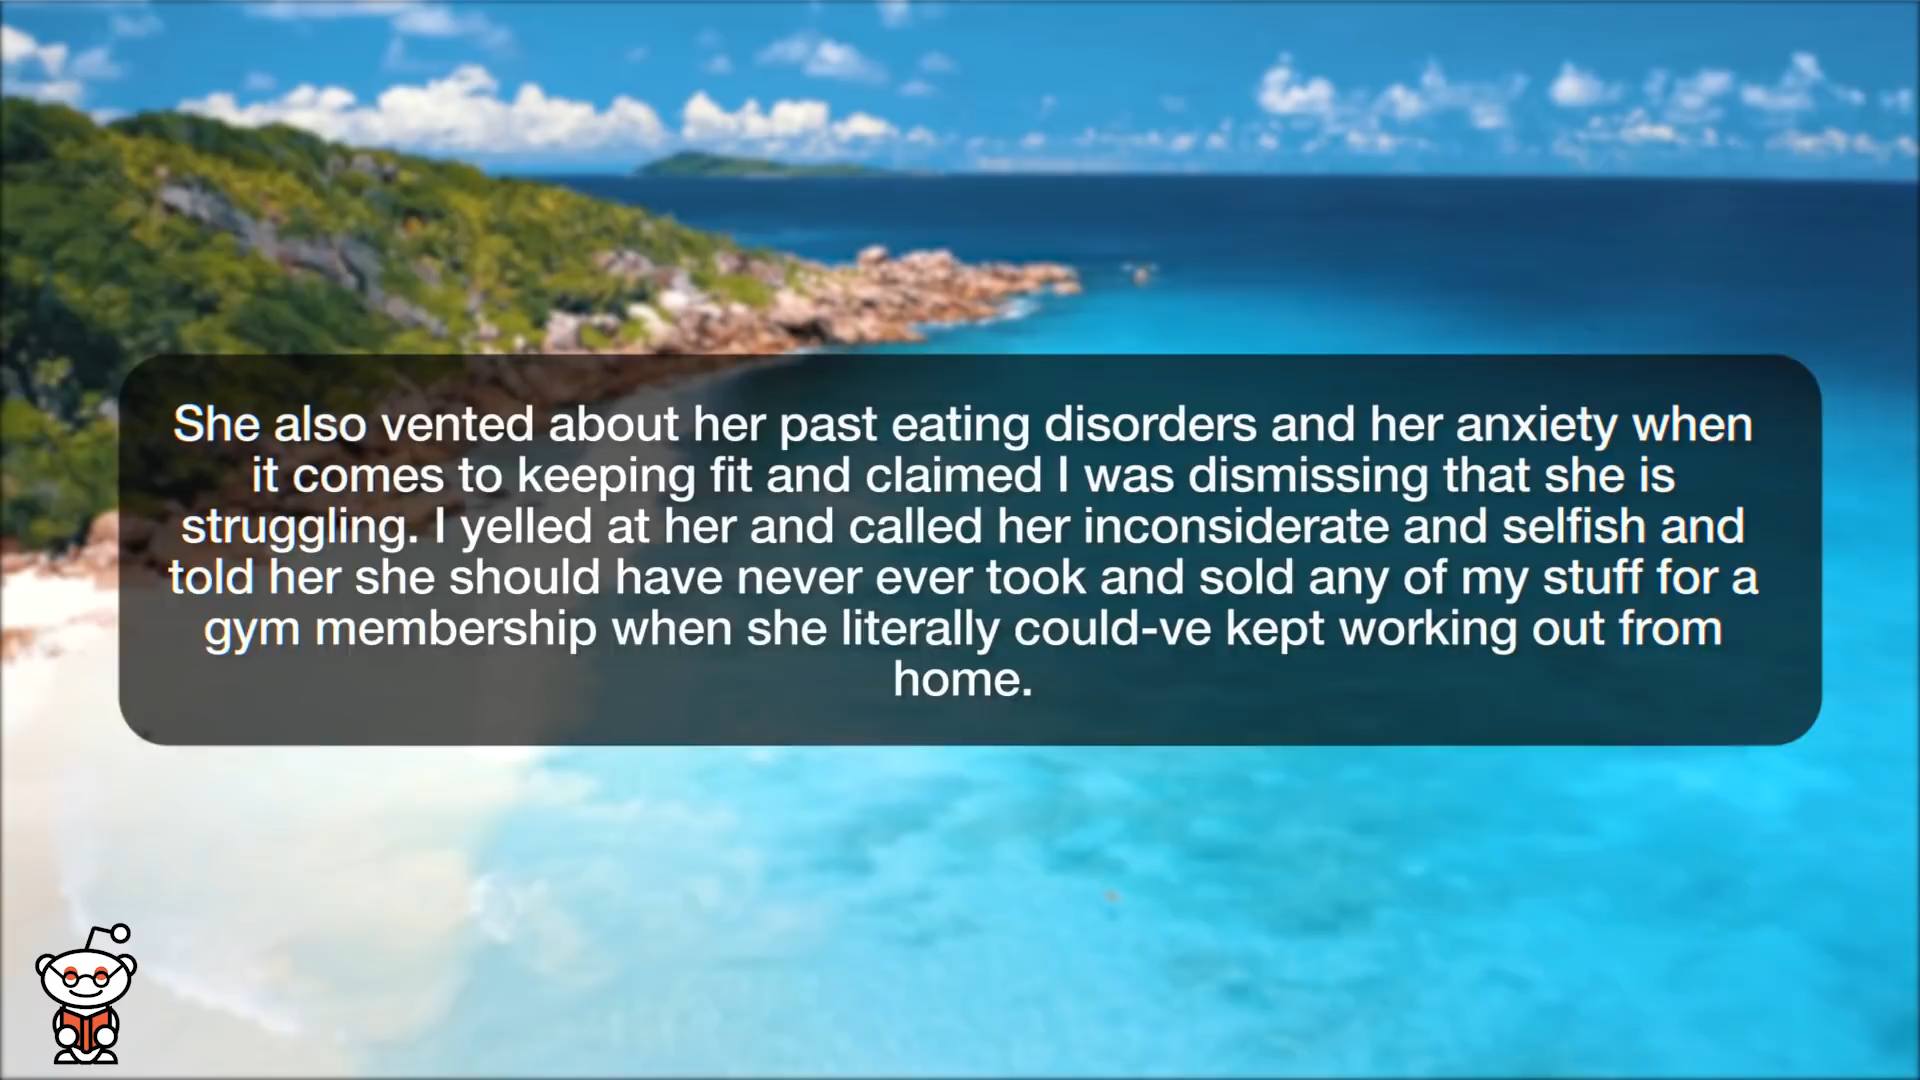 She also vented about her past eating disorders and her anxiety when
it comes to keeping fit and claimed I was dismissing that she is
struggling. I yelled at her and called her inconsiderate and selfish and
told her she should have never ever took and sold any of my stuff for a
gym membership when she literally could-ve kept working out from
home.